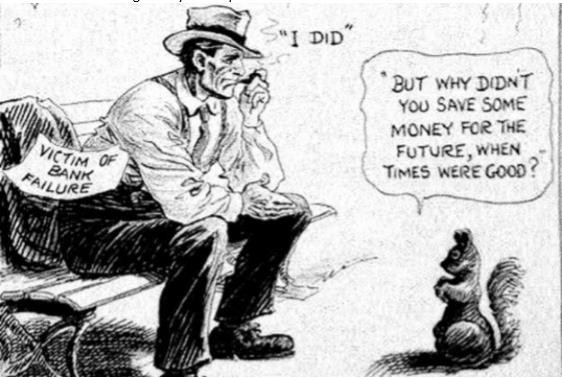 "I DID"
"BUT WHY DIDN'T
YOU SAVE SOME
MONEY FOR THE
FUTURE, WHEN
TIMES WERE GOOD?"
VICTIM OF
BANK
FAILURE